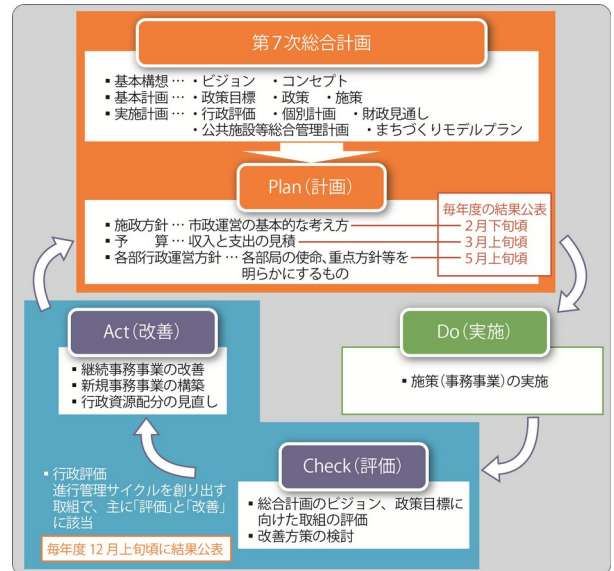 第7次総合計画
▪ 基本構想 … ・ビジョン ・コンセプト
▪ 基本計画 … ・政策目標 ・政策 ・施策
▪ 実施計画 … ・行政評価 ・個別計画 ・財政見通し
・公共施設等総合管理計画 ・まちづくりモデルプラン
Plan(計画)
毎年度の結果公表
▪ 施政方針 … 市政運営の基本的な考え方 2月下旬頃
▪ 予 算 … 収入と支出の見積 3月上旬頃
▪ 各部行政運営方針 … 各部局の使命、重点方針等を 5月上旬頃
明らかにするもの
Do(実施)
▪ 施策(事務事業)の実施
Check(評価)
▪ 総合計画のビジョン、政策目標に
向けた取組の評価
▪ 改善方策の検討
Act(改善)
▪ 継続事務事業の改善
▪ 新規事務事業の構築
▪ 行政資源配分の見直し
▪ 行政評価
進行管理サイクルを創り出す
取組で、主に「評価」と「改善」
に該当
毎年度12月上旬頃に結果公表